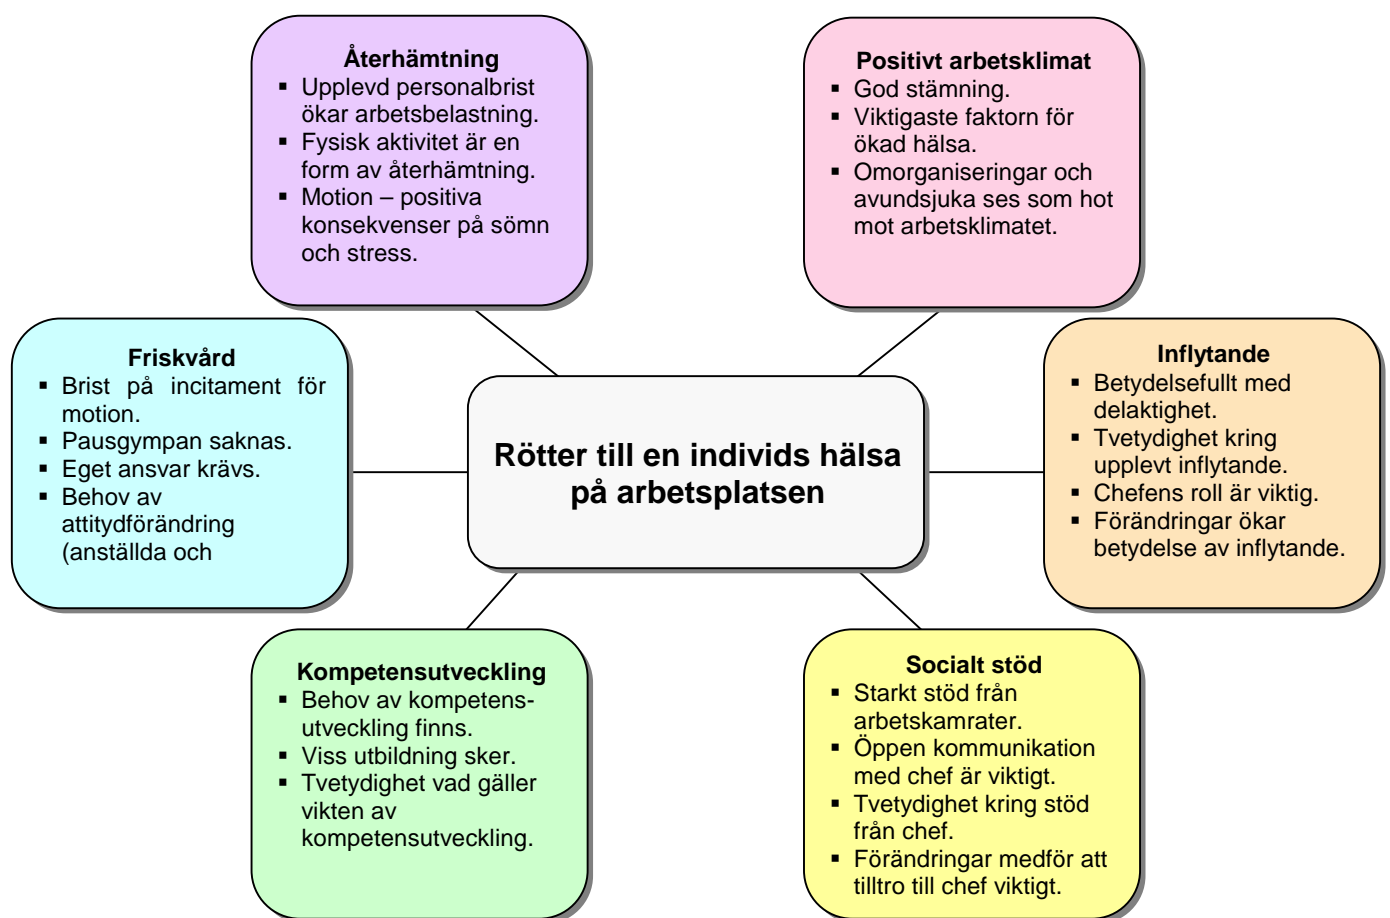 Återhämtning
▪ Upplevd personalbrist
ökar arbetsbelastning.
▪ Fysisk aktivitet är en
form av återhämtning.
▪ Motion – positiva
konsekvenser på sömn
och stress.
Positivt arbetsklimat
▪ God stämning.
▪ Viktigaste faktorn för
ökad hälsa.
▪ Omorganiseringar och
avundsjuka ses som hot
mot arbetsklimatet.
Friskvård
▪ Brist på incitament för
motion.
▪ Pausgympan saknas.
▪ Eget ansvar krävs.
▪ Behov av
attitydförändring
(anställda och
Rötter till en individs hälsa
på arbetsplatsen
Inflytande
▪ Betydelsefullt med
delaktighet.
▪ Tvetydighet kring
upplevt inflytande.
▪ Chefens roll är viktig.
▪ Förändringar ökar
betydelse av inflytande.
Kompetensutveckling
▪ Behov av kompetens-
utveckling finns.
▪ Viss utbildning sker.
▪ Tvetydighet vad gäller
vikten av
kompetensutveckling.
Socialt stöd
▪ Starkt stöd från
arbetskamrater.
▪ Öppen kommunikation
med chef är viktigt.
▪ Tvetydighet kring stöd
från chef.
▪ Förändringar medför att
tilltro till chef viktigt.